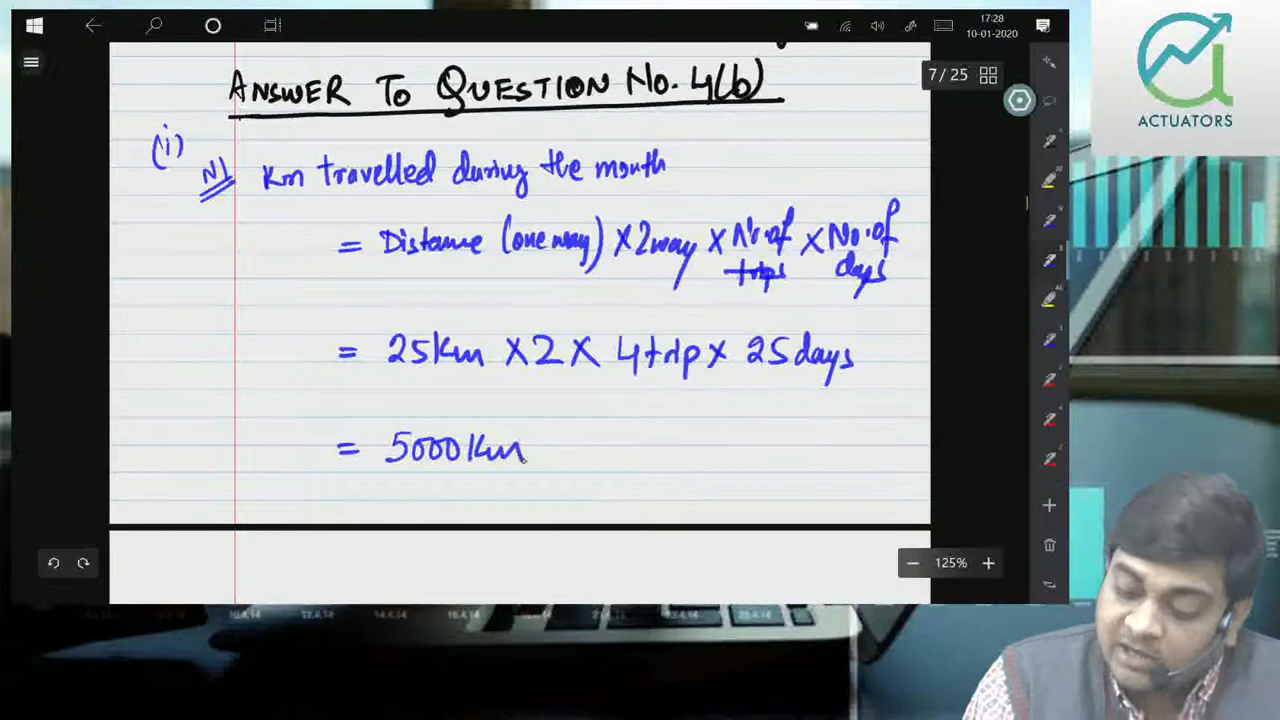 17:28
10-01-2020
7 / 25
ACTUATORS
ANSWER TO QUESTION No. 4(b)
(i)
N)
Km travelled during the month
= Distance (one way) × 2way × No. of trips × No. of days
= 25Km × 2 × 4trip × 25days
= 5000Km
125%